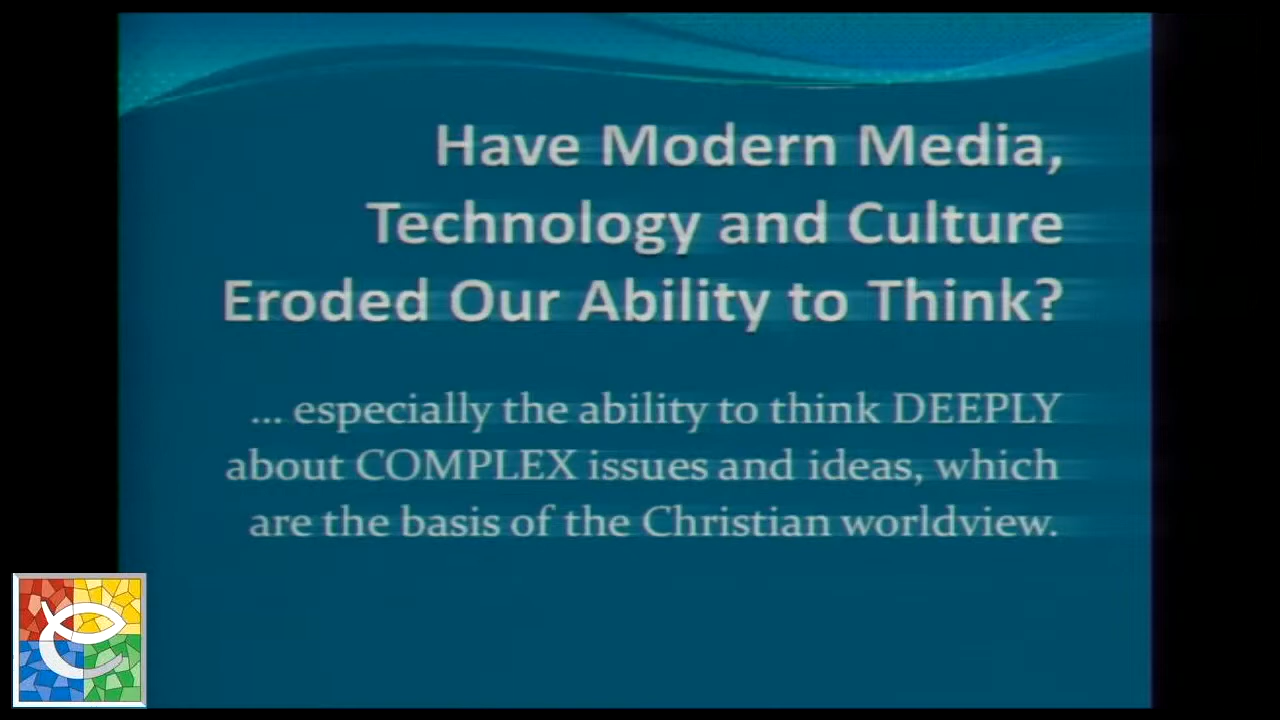 Have Modern Media,
Technology and Culture
Eroded Our Ability to Think?
... especially the ability to think DEEPLY
about COMPLEX issues and ideas, which
are the basis of the Christian worldview.